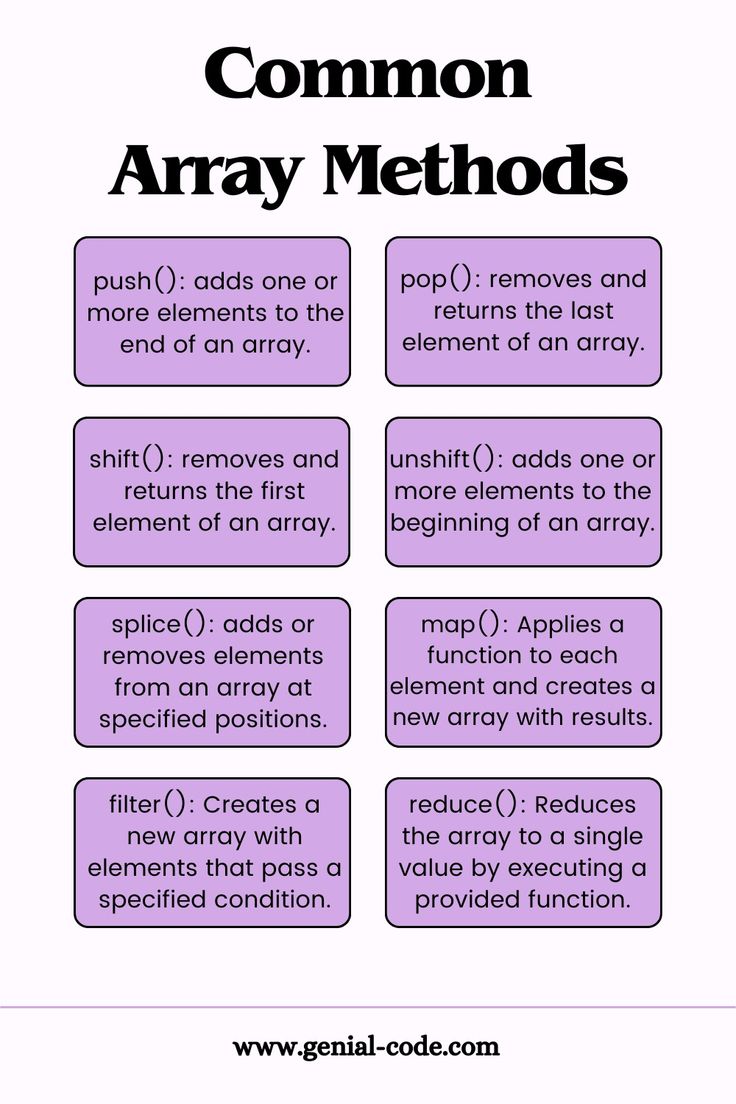 Common
Array Methods
push(): adds one or
more elements to the
end of an array.
pop(): removes and
returns the last
element of an array.
shift(): removes and
returns the first
element of an array.
unshift(): adds one or
more elements to the
beginning of an array.
splice(): adds or
removes elements
from an array at
specified positions.
map(): Applies a
function to each
element and creates a
new array with results.
filter(): Creates a
new array with
elements that pass a
specified condition.
reduce(): Reduces
the array to a single
value by executing a
provided function.
www.genial-code.com